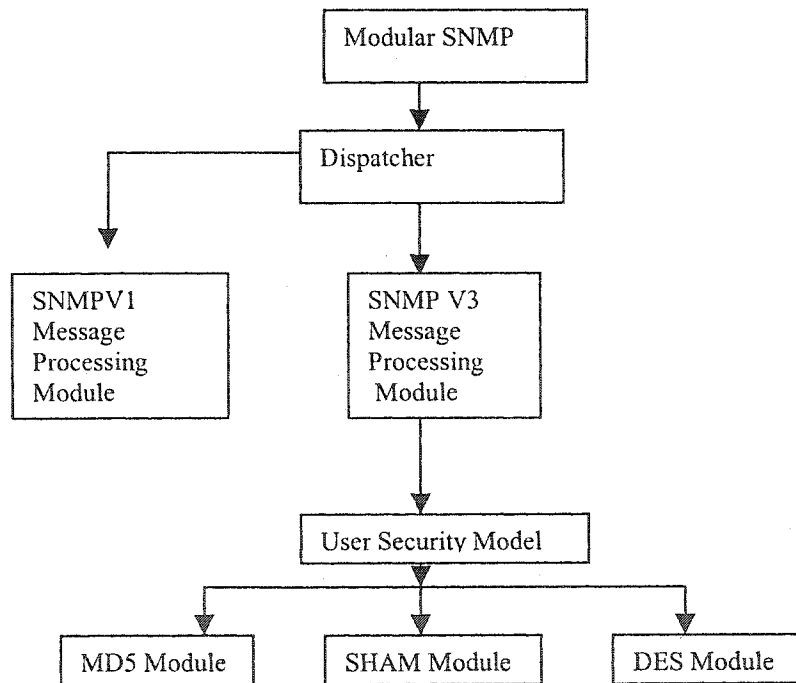 Modular SNMP
Dispatcher
SNMPV1
Message
Processing
Module
SNMP V3
Message
Processing
Module
User Security Model
MD5 Module
SHAM Module
DES Module